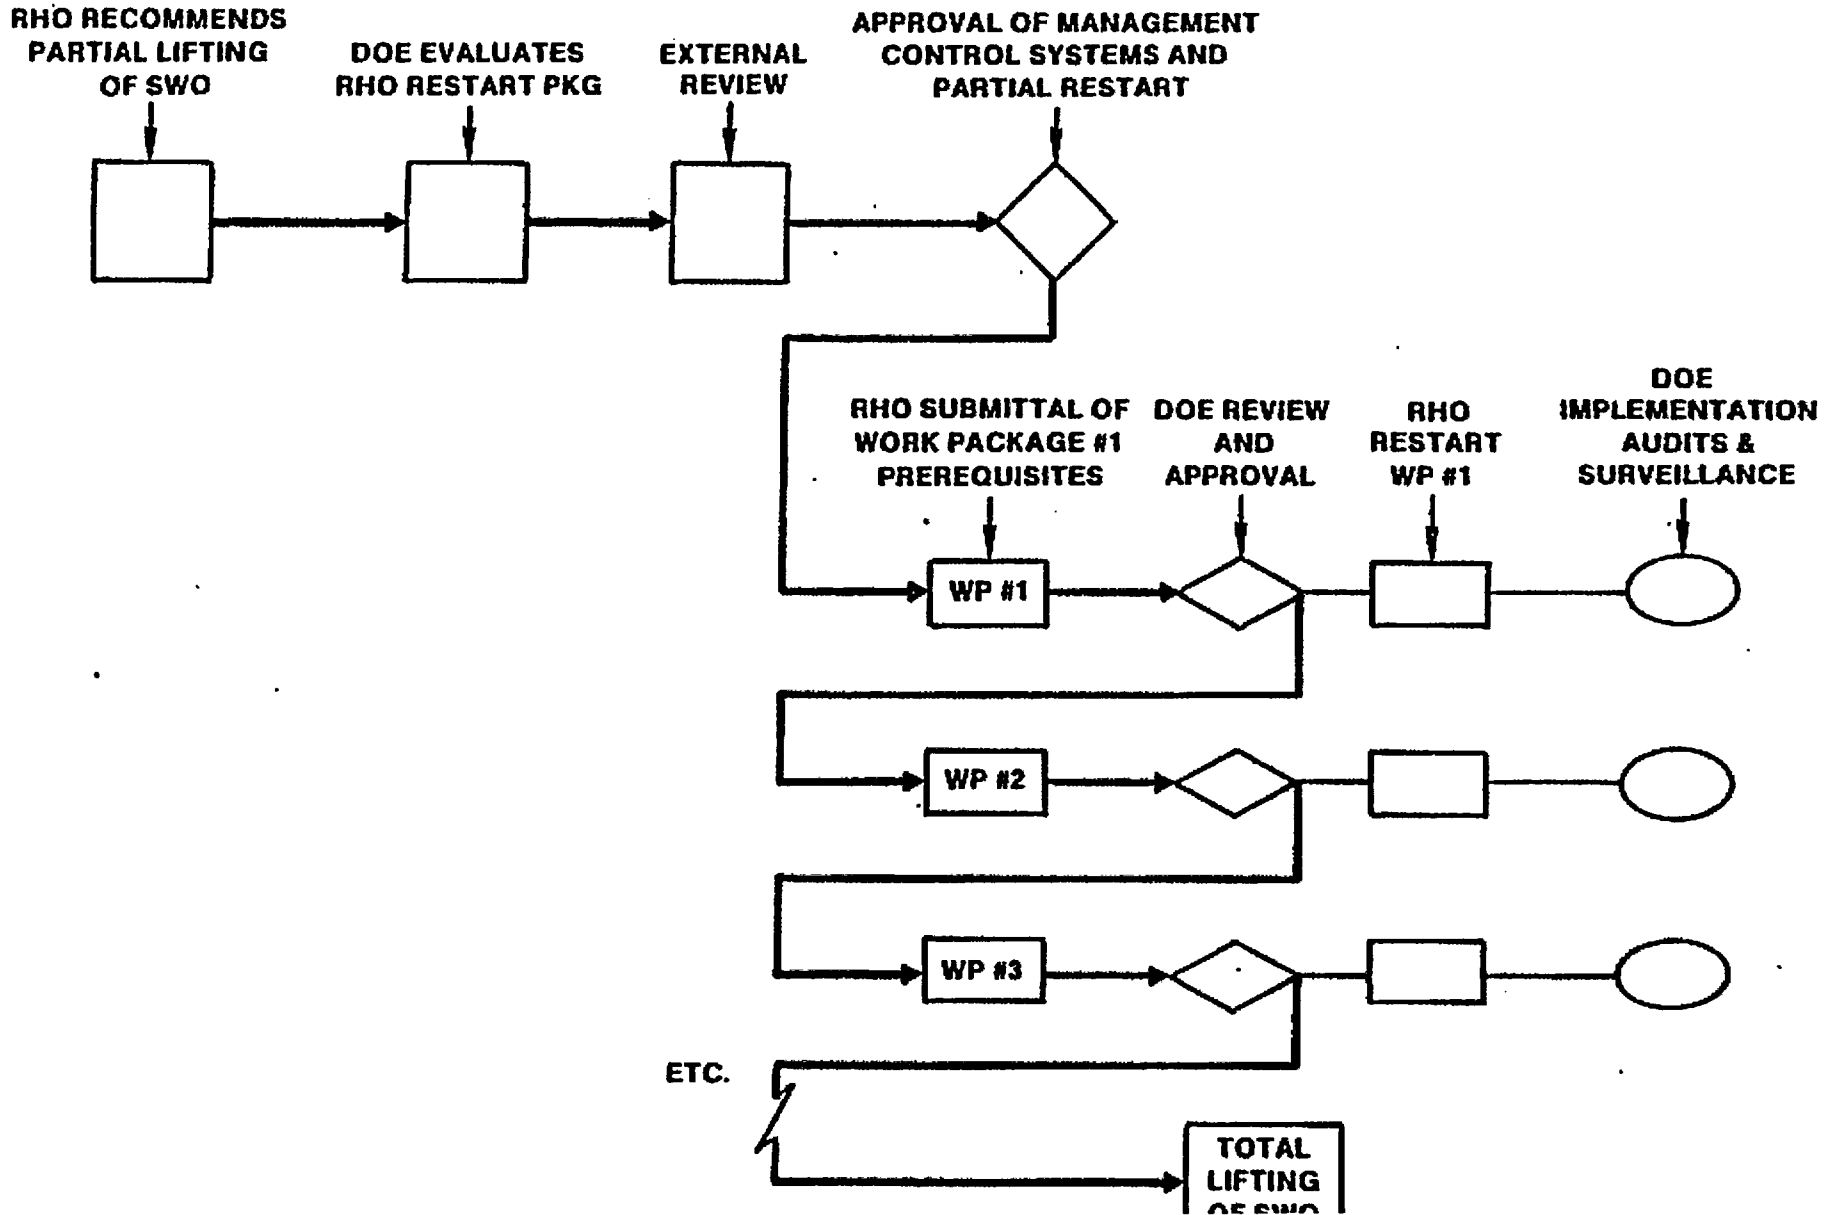 RHO RECOMMENDS
PARTIAL LIFTING
OF SWO
DOE EVALUATES
RHO RESTART PKG
EXTERNAL
REVIEW
APPROVAL OF MANAGEMENT
CONTROL SYSTEMS AND
PARTIAL RESTART
RHO SUBMITTAL OF
WORK PACKAGE #1
PREREQUISITES
DOE REVIEW
AND
APPROVAL
RHO
RESTART
WP #1
DOE
IMPLEMENTATION
AUDITS &
SURVEILLANCE
WP #1
WP #2
WP #3
ETC.
TOTAL
LIFTING
OF SWO